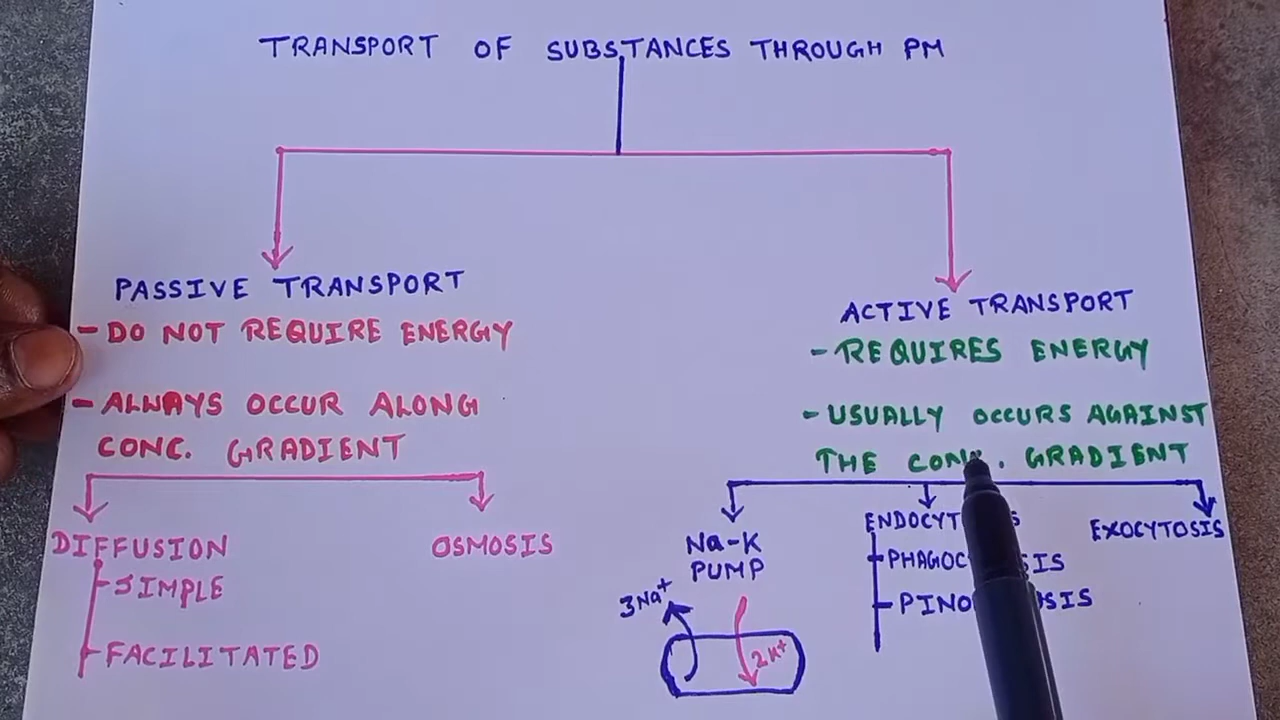 TRANSPORT OF SUBSTANCES THROUGH PM
PASSIVE TRANSPORT
- DO NOT REQUIRE ENERGY
- ALWAYS OCCUR ALONG
CONC. GRADIENT
DIFFUSION
SIMPLE
FACILITATED
OSMOSIS
ACTIVE TRANSPORT
- REQUIRES ENERGY
- USUALLY OCCURS AGAINST
THE CONC. GRADIENT
Na-K
PUMP
3Na+
2K+
EXOCYTOSIS